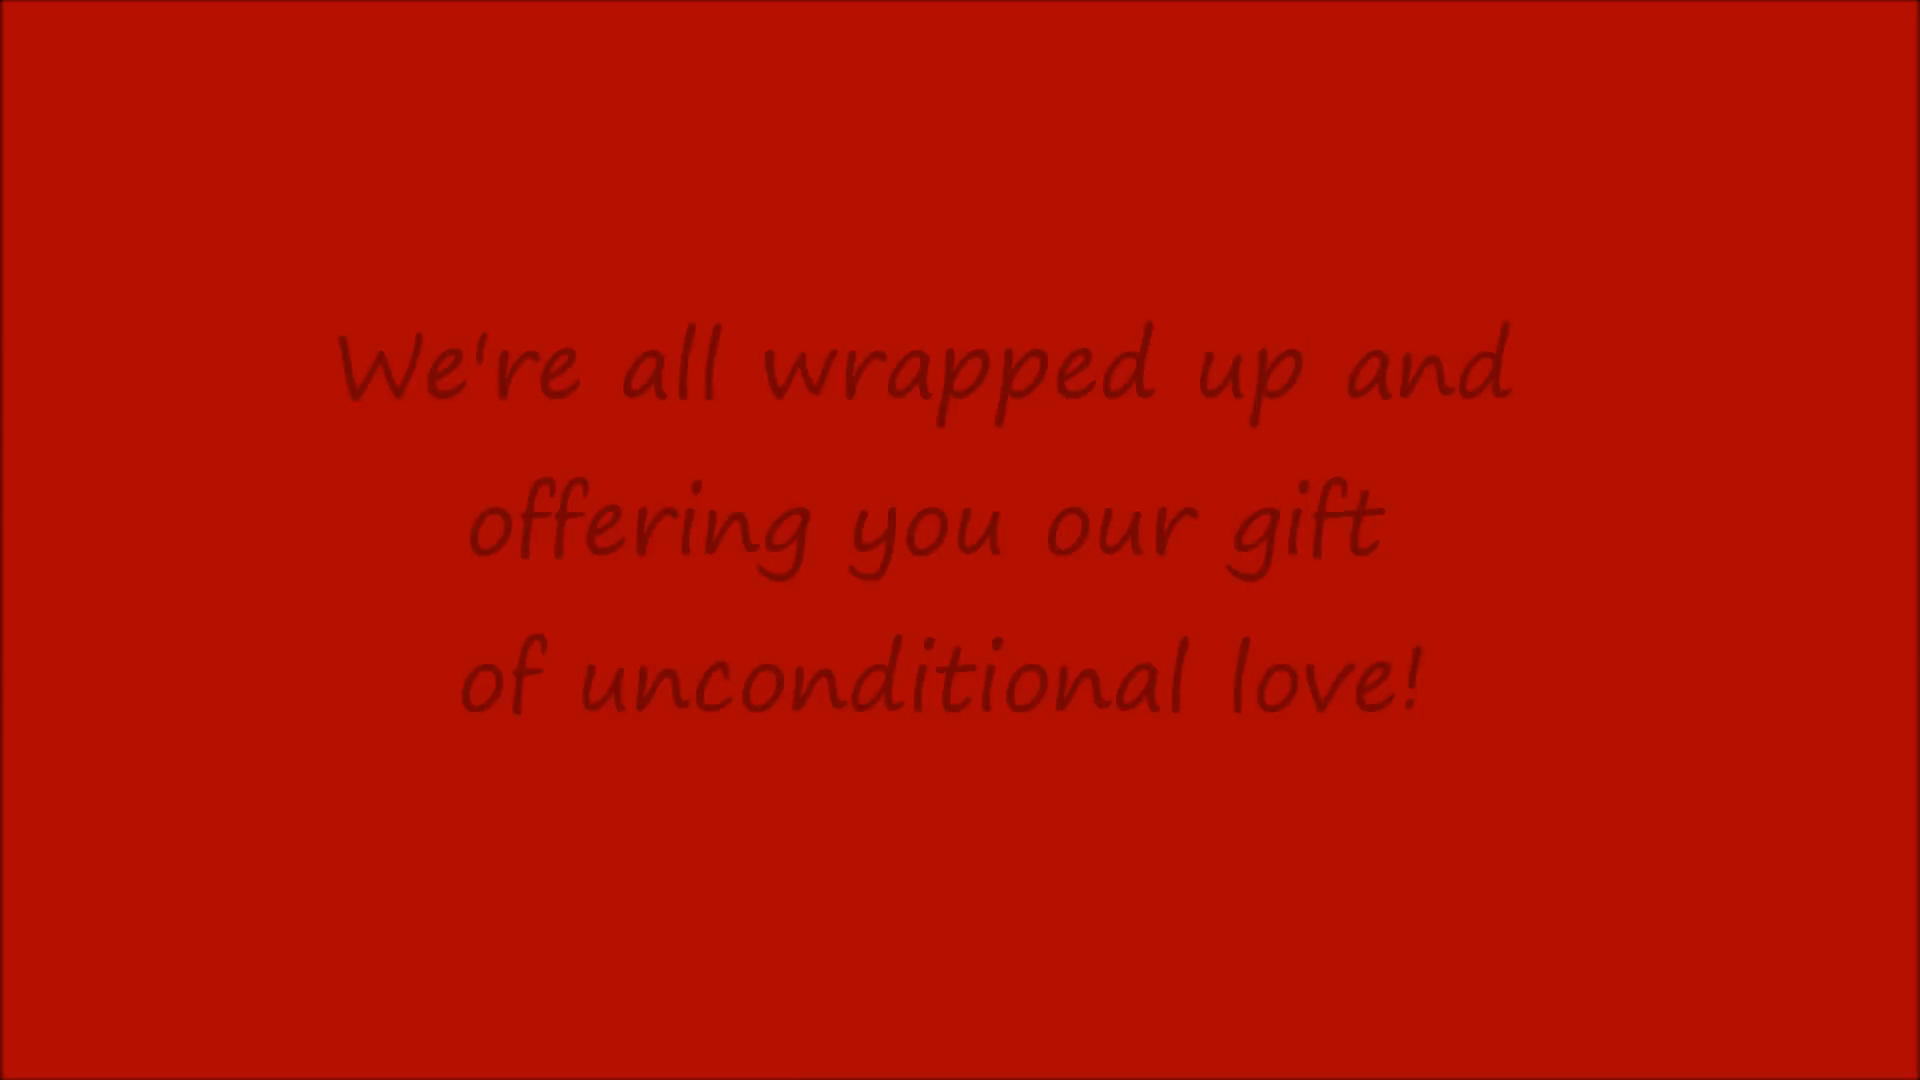 We're all wrapped up and
offering you our gift
of unconditional love!